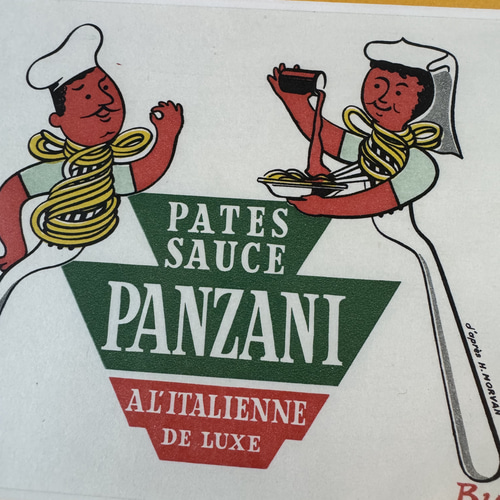 PATES
SAUCE
PANZANI
A L'ITALIENNE
DE LUXE
d'après H. MORVAN